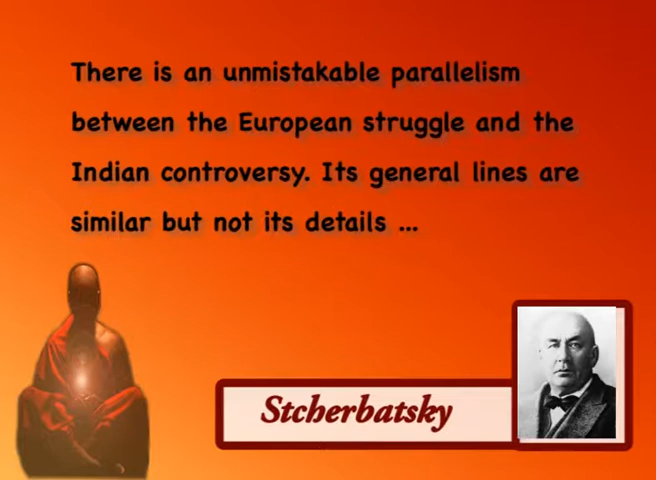 There is an unmistakable parallelism
between the European struggle and the
Indian controversy. Its general lines are
similar but not its details ...
Stcherbatsky